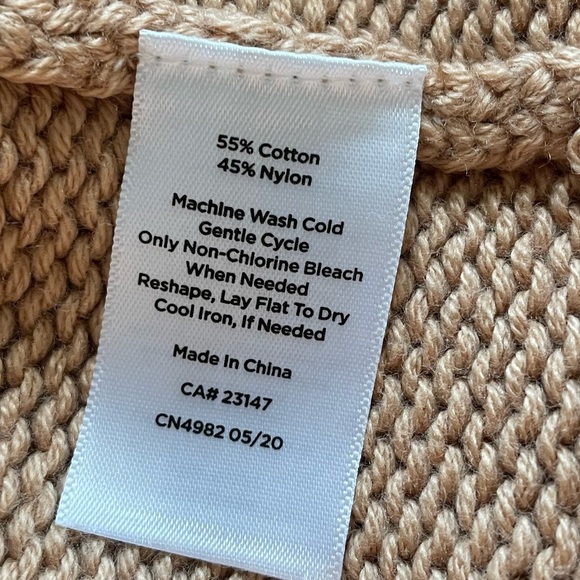 55% Cotton
45% Nylon
Machine Wash Cold
Gentle Cycle
Only Non-Chlorine Bleach
When Needed
Reshape, Lay Flat To Dry
Cool Iron, If Needed
Made In China
CA# 23147
CN4982 05/20